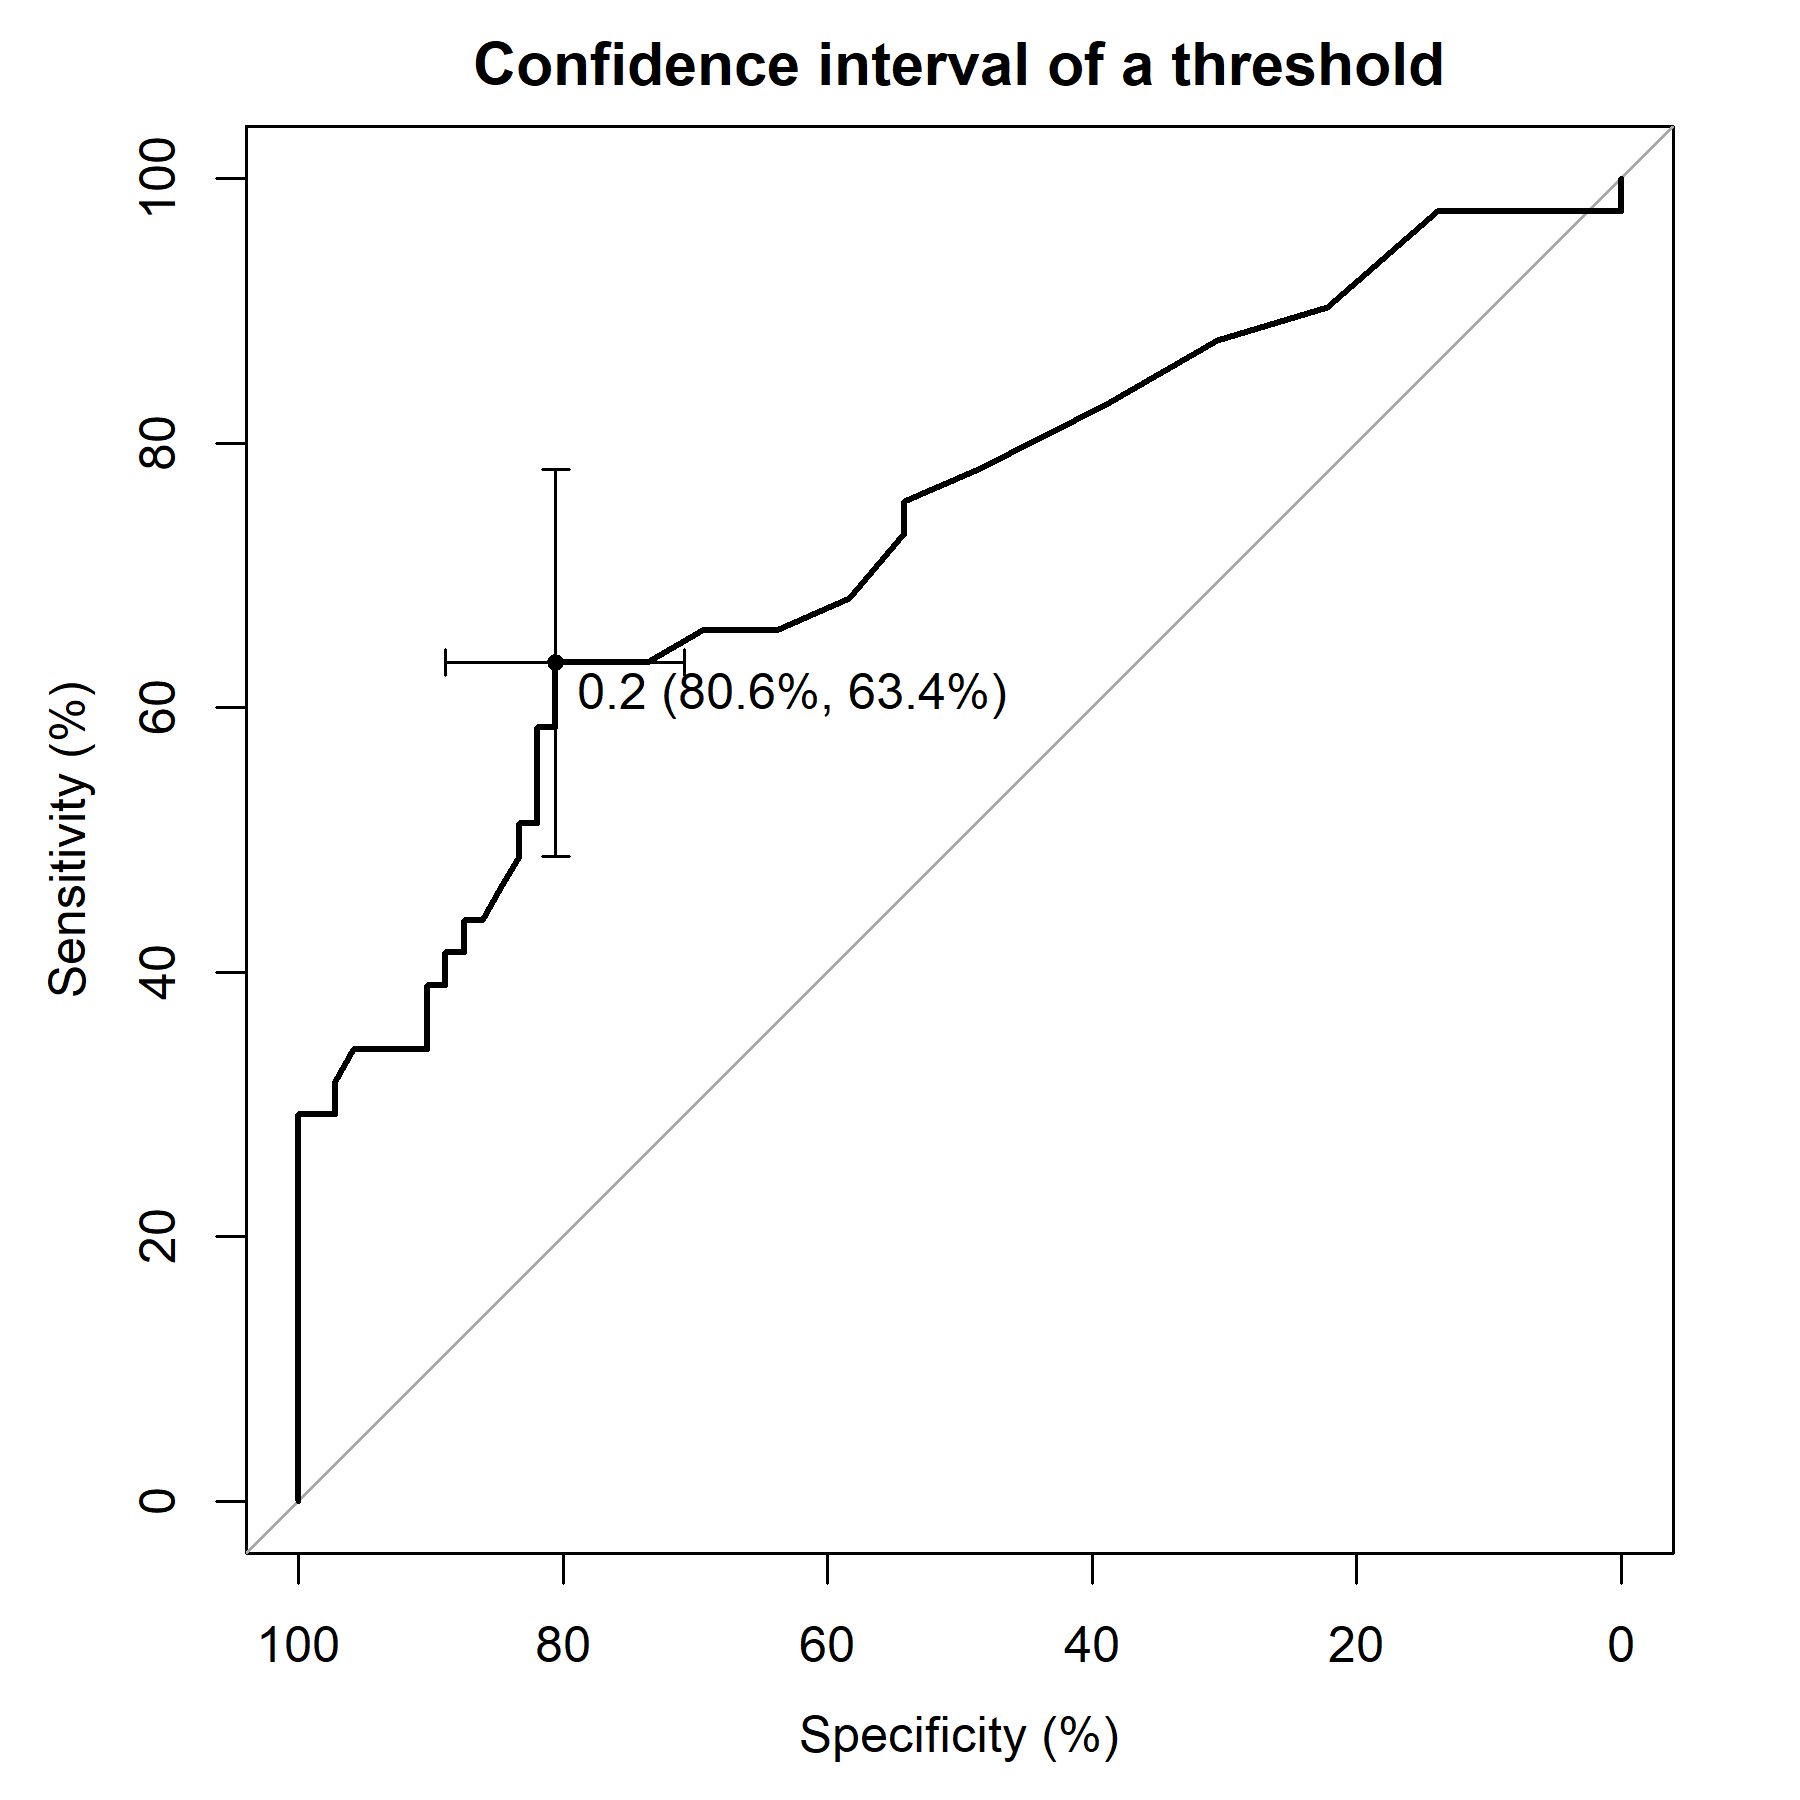 Confidence interval of a threshold
Sensitivity (%)
100
80
60
40
20
0
0.2 (80.6%, 63.4%)
100 80 60 40 20 0
Specificity (%)